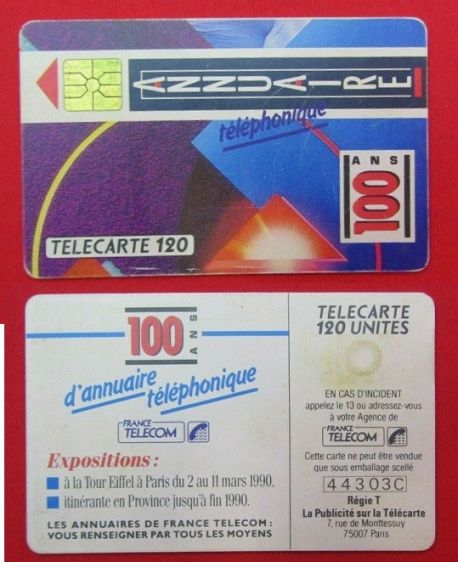 ANNUAIRE
téléphonique
100 ANS
TELECARTE 120
100 ANS
d'annuaire
téléphonique
FRANCE
TELECOM
Expositions :
à la Tour Eiffel à Paris du 2 au 11 mars 1990,
itinérante en Province jusqu'à fin 1990.
LES ANNUAIRES DE FRANCE TELECOM :
VOUS RENSEIGNER PAR TOUS LES MOYENS
TELECARTE
120 UNITES
EN CAS D'INCIDENT
appelez le 13 ou adressez-vous
à votre Agence de
FRANCE
TELECOM
Cette carte ne peut être vendue
que sous emballage scellé
44303C
Régie T
La Publicité sur la Télécarte
7, rue de Monttessuy
75007 Paris